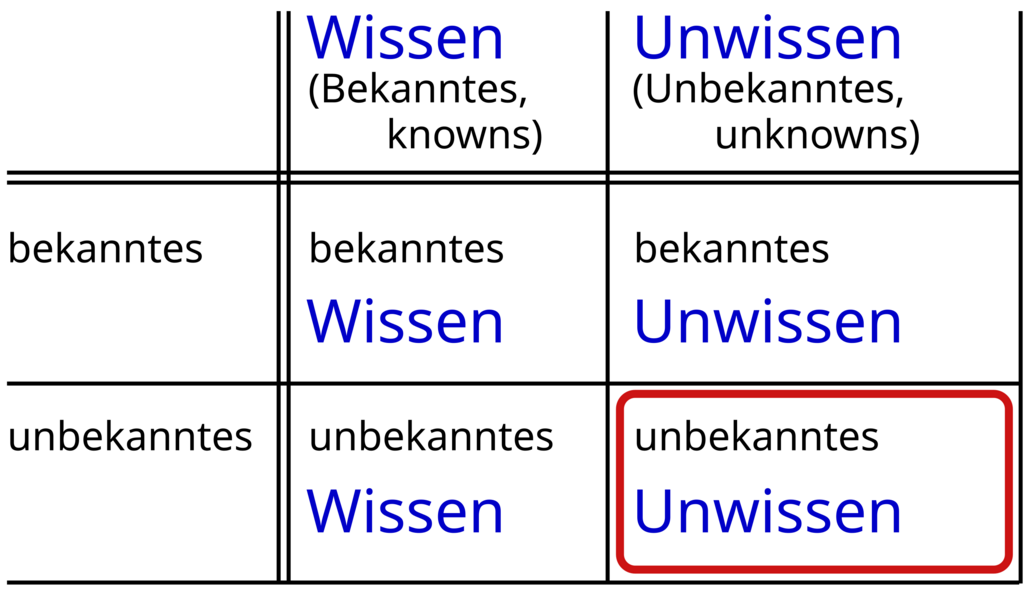 Wissen Unwissen
(Bekanntes, (Unbekanntes,
knowns) unknowns)
bekanntes bekanntes bekanntes
Wissen Unwissen
unbekanntes unbekanntes unbekanntes
Wissen Unwissen